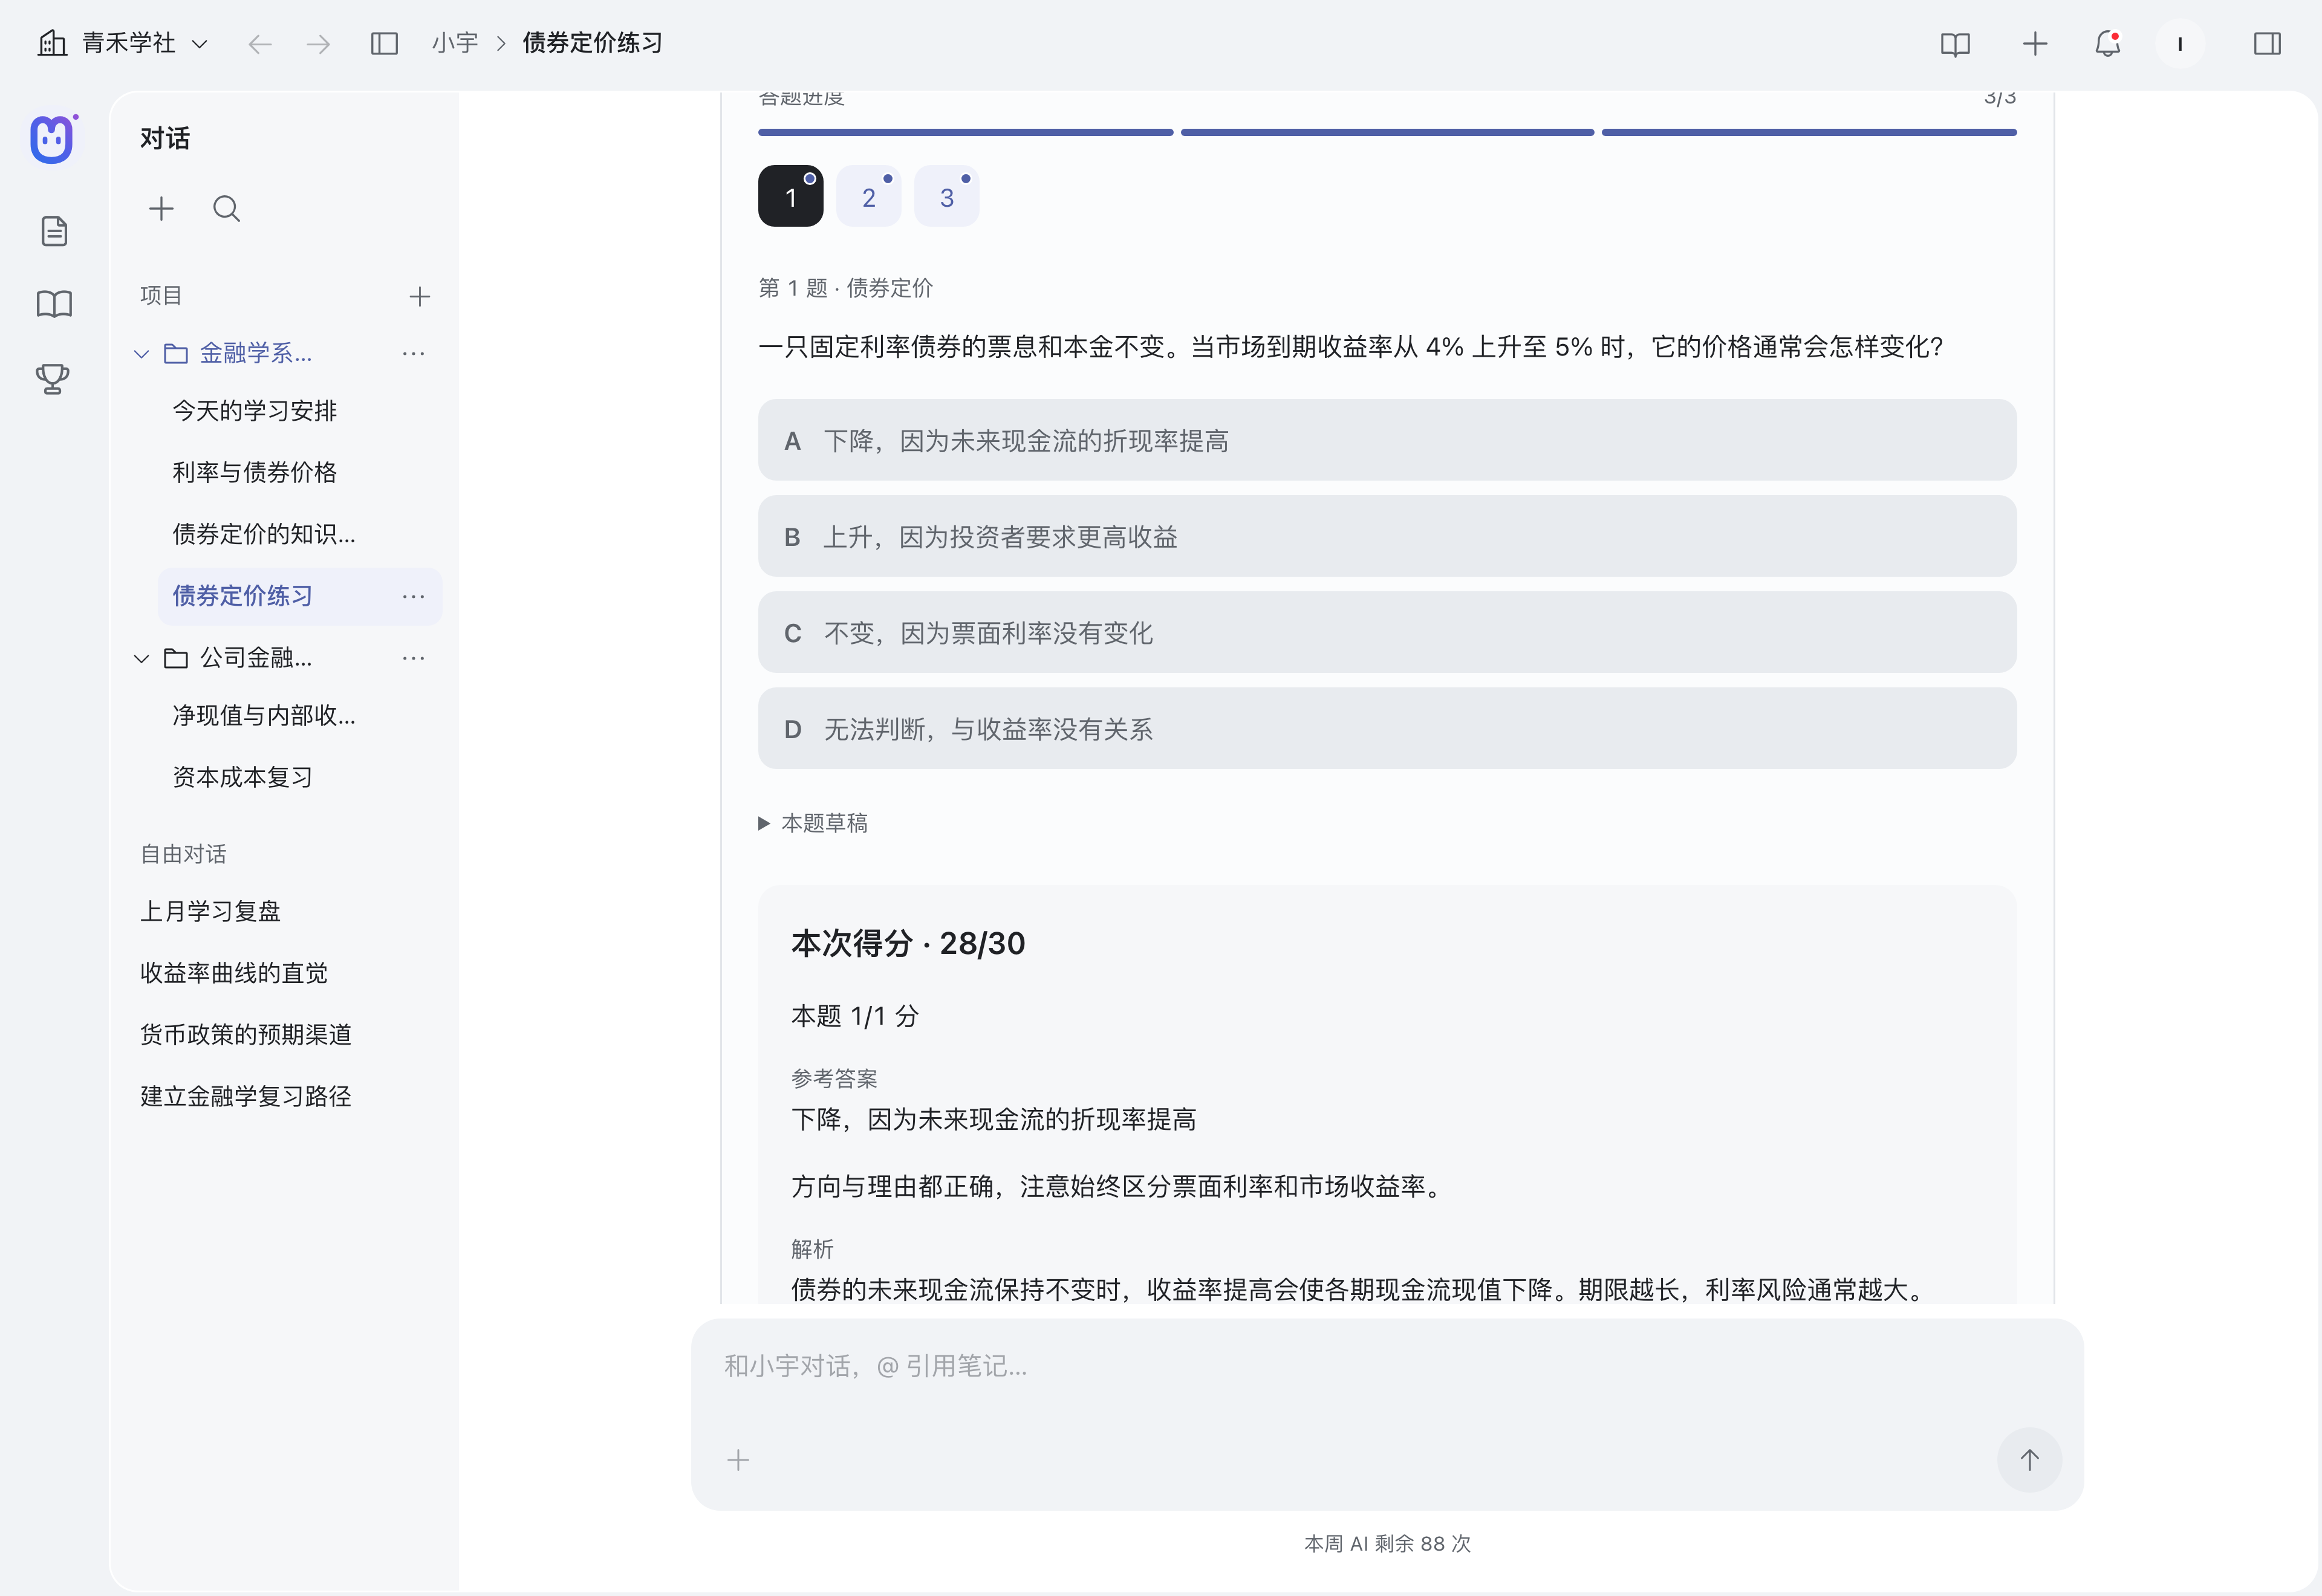 青禾学社
小宇 > 债券定价练习
I
对话
项目
金融学系...
今天的学习安排
利率与债券价格
债券定价的知识...
债券定价练习
公司金融...
净现值与内部收...
资本成本复习
自由对话
上月学习复盘
收益率曲线的直觉
货币政策的预期渠道
建立金融学复习路径
答题进度 3/3
1 2 3
第 1 题 · 债券定价
一只固定利率债券的票息和本金不变。当市场到期收益率从 4% 上升至 5% 时，它的价格通常会怎样变化?
A 下降，因为未来现金流的折现率提高
B 上升，因为投资者要求更高收益
C 不变，因为票面利率没有变化
D 无法判断，与收益率没有关系
本题草稿
本次得分 · 28/30
本题 1/1 分
参考答案
下降，因为未来现金流的折现率提高
方向与理由都正确，注意始终区分票面利率和市场收益率。
解析
债券的未来现金流保持不变时，收益率提高会使各期现金流现值下降。期限越长，利率风险通常越大。
和小宇对话，@ 引用笔记...
本周 AI 剩余 88 次